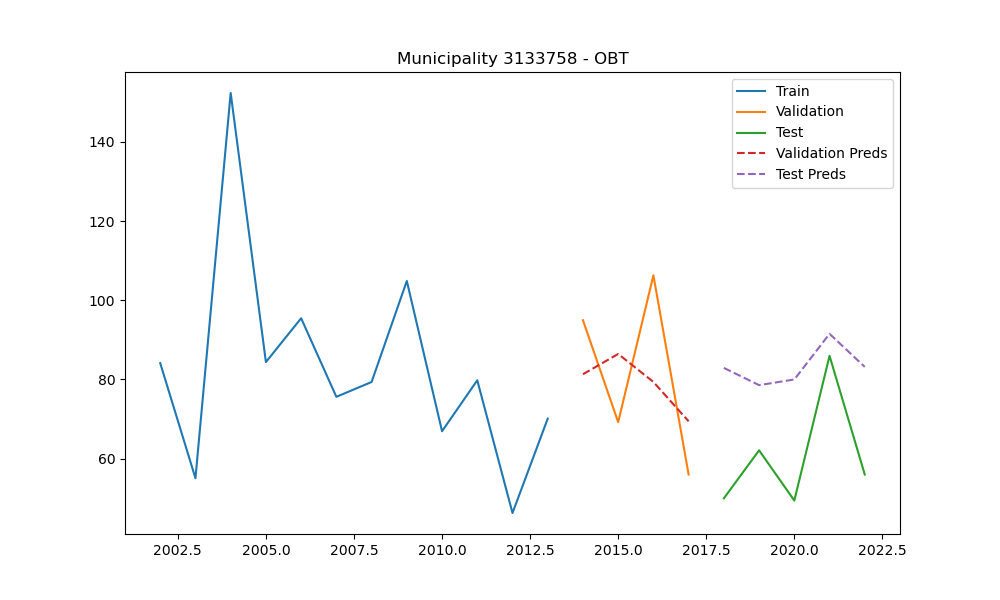 Municipality 3133758 - OBT
Train
Validation
Test
Validation Preds
Test Preds
140
120
100
80
60
2002.5 2005.0 2007.5 2010.0 2012.5 2015.0 2017.5 2020.0 2022.5